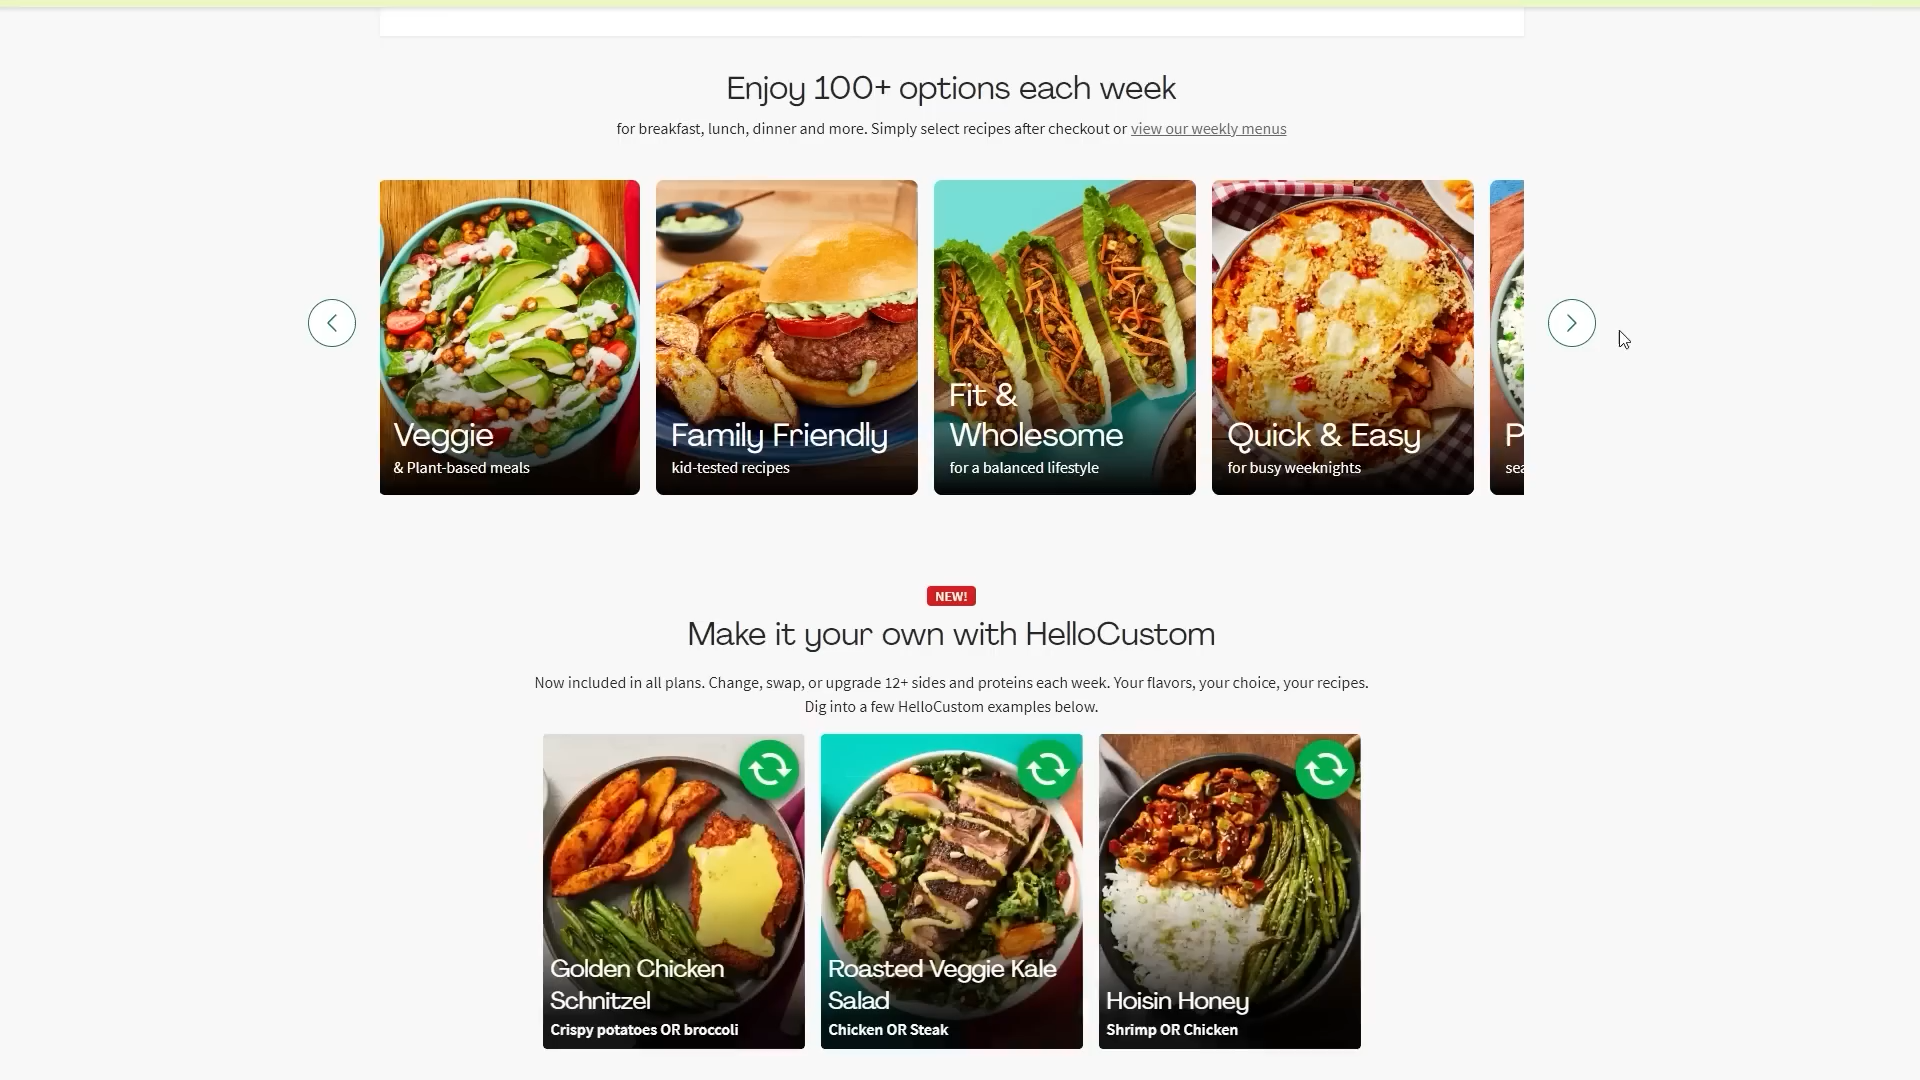 Enjoy 100+ options each week
for breakfast, lunch, dinner and more. Simply select recipes after checkout or view our weekly menus
Veggie
& Plant-based meals
Family Friendly
kid-tested recipes
Fit &
Wholesome
for a balanced lifestyle
Quick & Easy
for busy weeknights
P
sea
NEW!
Make it your own with HelloCustom
Now included in all plans. Change, swap, or upgrade 12+ sides and proteins each week. Your flavors, your choice, your recipes.
Dig into a few HelloCustom examples below.
Golden Chicken
Schnitzel
Crispy potatoes OR broccoli
Roasted Veggie Kale
Salad
Chicken OR Steak
Hoisin Honey
Shrimp OR Chicken